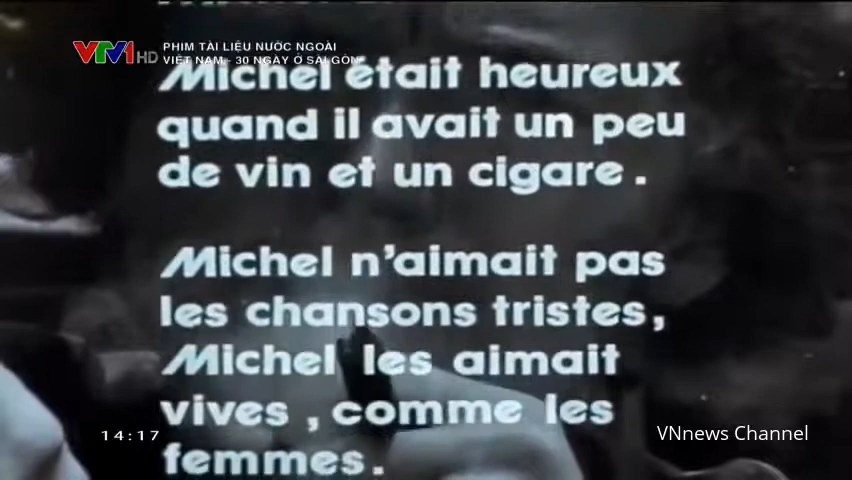 VTV1 HD
PHIM TÀI LIỆU NƯỚC NGOÀI
VIỆT NAM - 30 NGÀY Ở SÀI GÒN
Michel était heureux
quand il avait un peu
de vin et un cigare.
Michel n'aimait pas
les chansons tristes,
Michel les aimait
vives, comme les
femmes.
14:17
VNnews Channel